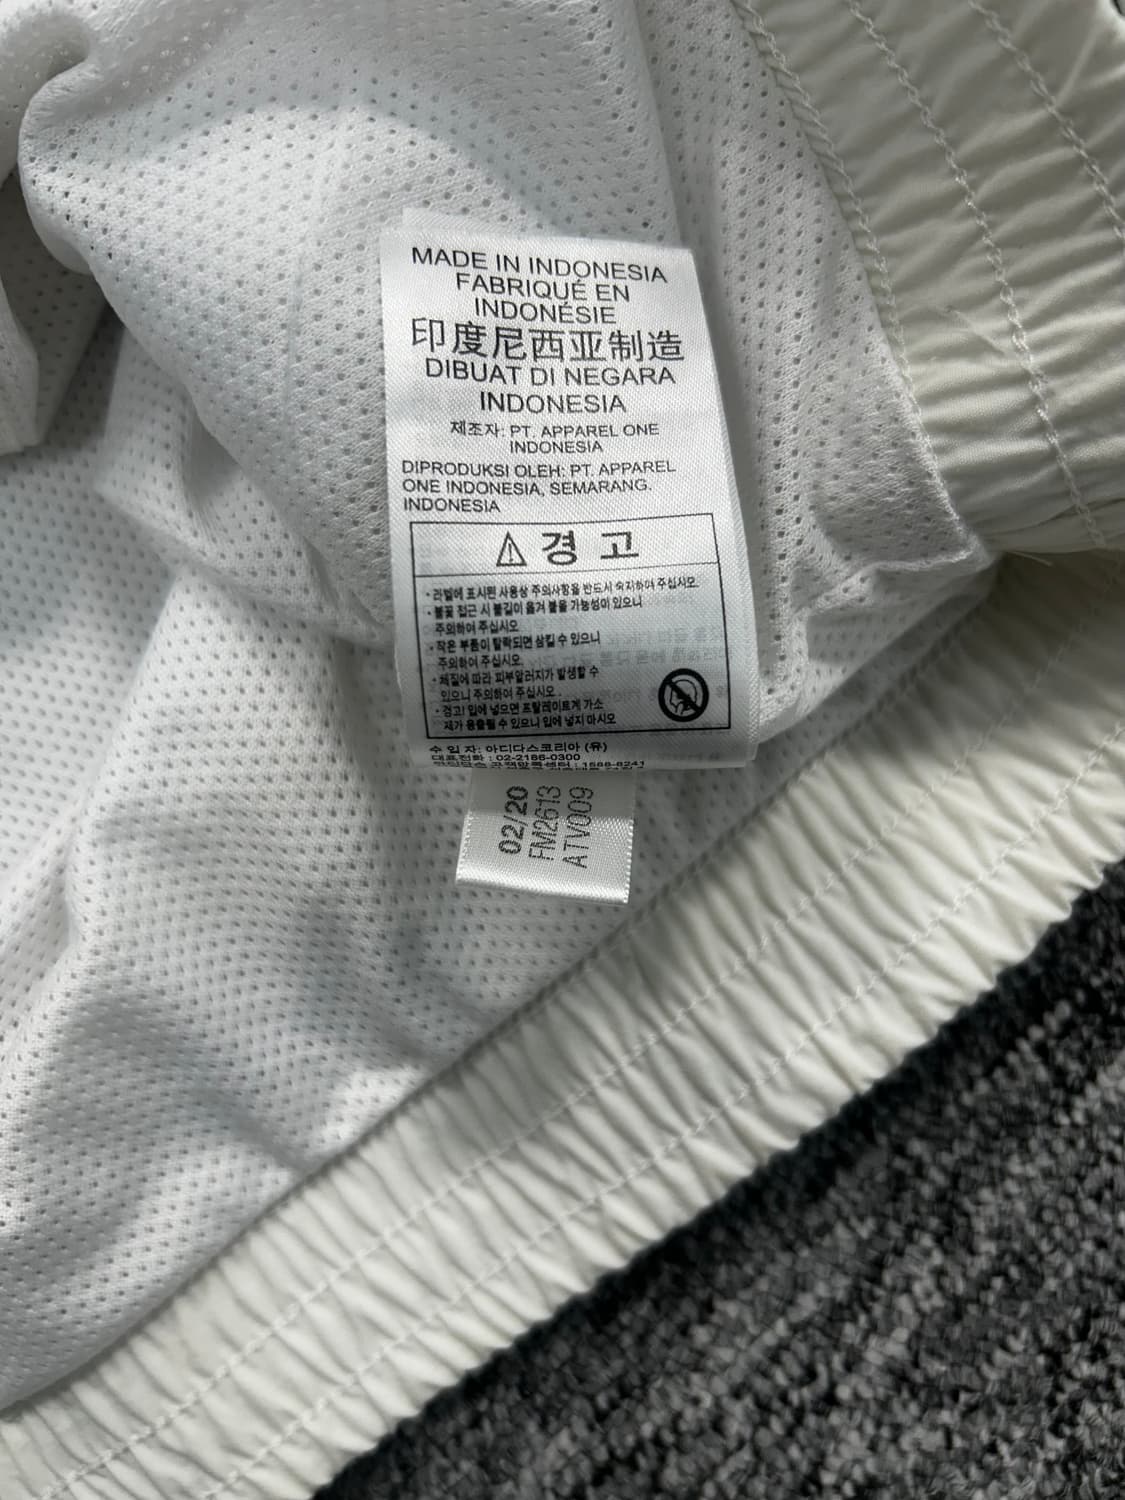 MADE IN INDONESIA
FABRIQUÉ EN
INDONÉSIE
印度尼西亚制造
DIBUAT DI NEGARA
INDONESIA
제조자: PT. APPAREL ONE
INDONESIA
DIPRODUKSI OLEH: PT. APPAREL
ONE INDONESIA, SEMARANG.
INDONESIA
경 고
· 라벨에 표시된 사용상 주의사항을 반드시 숙지하여 주십시오.
· 불꽃 접근 시 불길이 옮겨 붙을 가능성이 있으니
주의하여 주십시오
· 작은 부품이 탈락되면 삼킬 수 있으니
주의하여 주십시오.
· 체질에 따라 피부알러지가 발생할 수
있으니 주의하여 주십시오.
· 경고! 입에 넣으면 프탈레이트계 가소
제가 용출될 수 있으니 입에 넣지 마시오
수 입 자: 아디다스코리아 (유)
대표전화 : 02-2186-0300
: 1588-8241
02/20
FM2613
ATV009